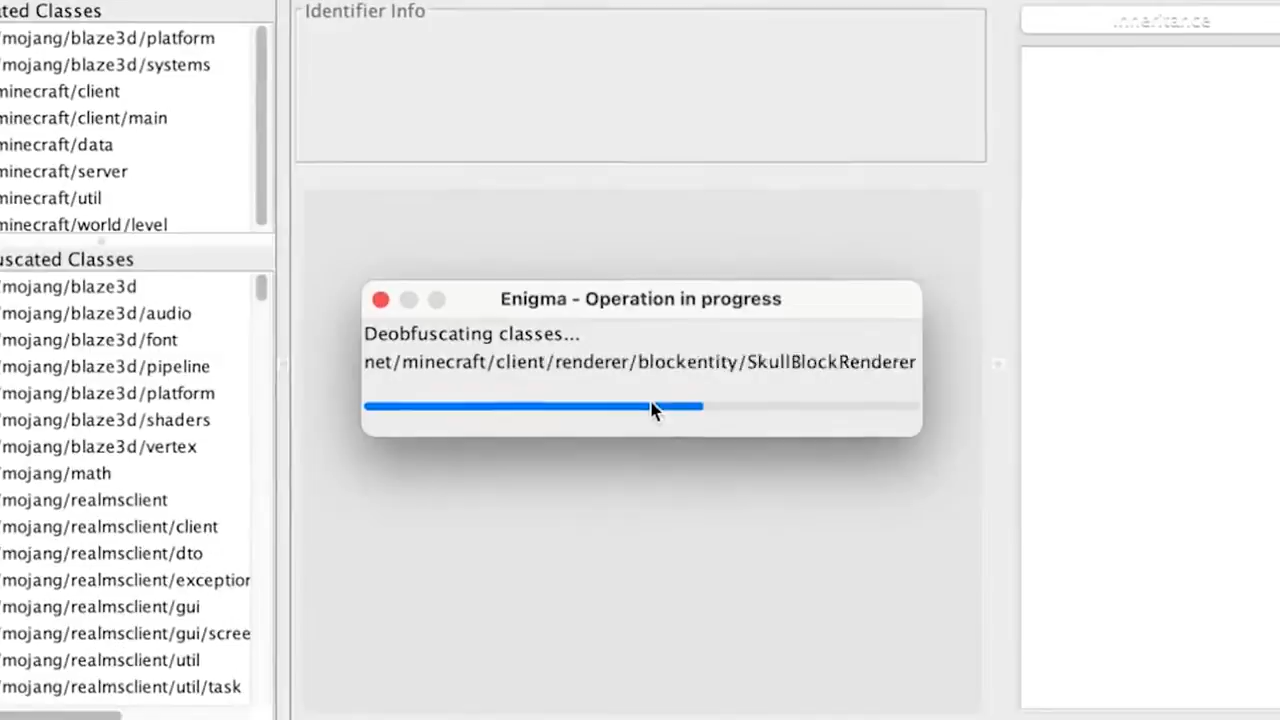 ated Classes
/mojang/blaze3d/platform
/mojang/blaze3d/systems
minecraft/client
minecraft/client/main
minecraft/data
minecraft/server
minecraft/util
minecraft/world/level
uscated Classes
/mojang/blaze3d
/mojang/blaze3d/audio
/mojang/blaze3d/font
/mojang/blaze3d/pipeline
/mojang/blaze3d/platform
/mojang/blaze3d/shaders
/mojang/blaze3d/vertex
/mojang/math
/mojang/realmsclient
/mojang/realmsclient/client
/mojang/realmsclient/dto
/mojang/realmsclient/exception
/mojang/realmsclient/gui
/mojang/realmsclient/gui/scree
/mojang/realmsclient/util
/mojang/realmsclient/util/task
Identifier Info
Enigma - Operation in progress
Deobfuscating classes...
net/minecraft/client/renderer/blockentity/SkullBlockRenderer
Inheritance